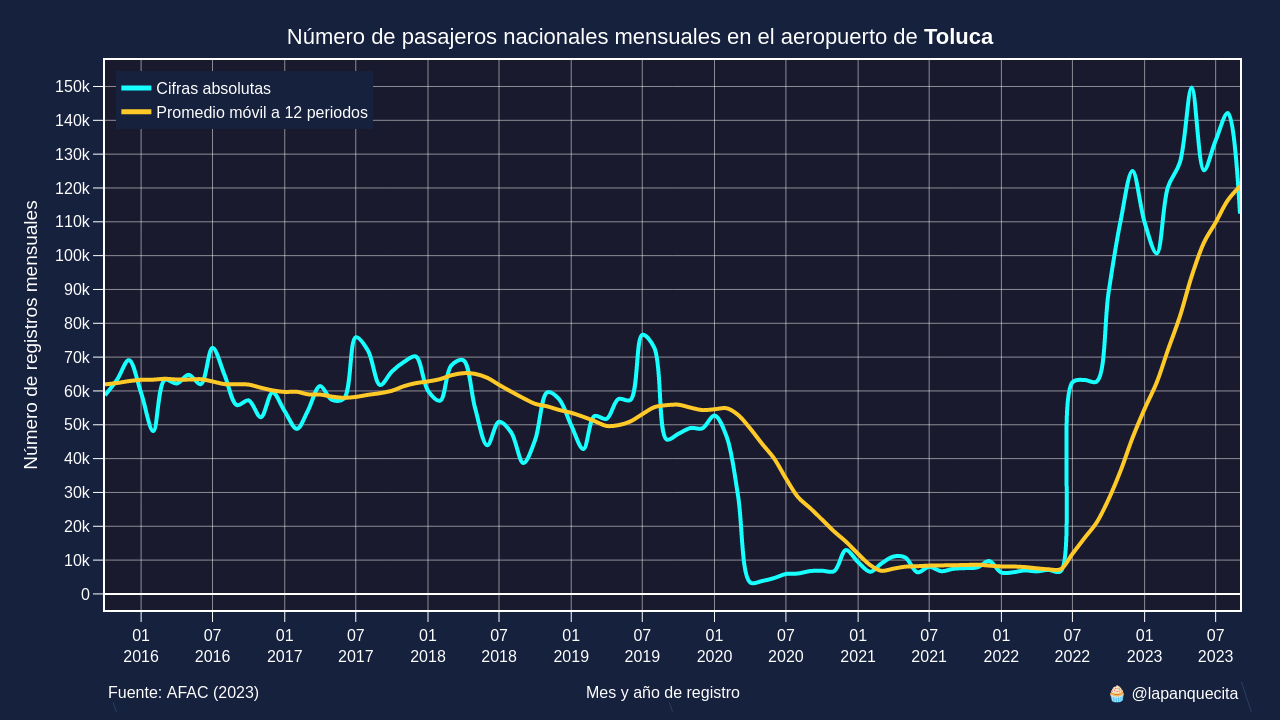 Número de pasajeros nacionales mensuales en el aeropuerto de Toluca
Cifras absolutas
Promedio móvil a 12 periodos
Número de registros mensuales
150k
140k
130k
120k
110k
100k
90k
80k
70k
60k
50k
40k
30k
20k
10k
0
01 07 01 07 01 07 01 07 01 07 01 07 01 07 01 07
2016 2016 2017 2017 2018 2018 2019 2019 2020 2020 2021 2021 2022 2022 2023 2023
Fuente: AFAC (2023) Mes y año de registro 🧁 @lapanquecita